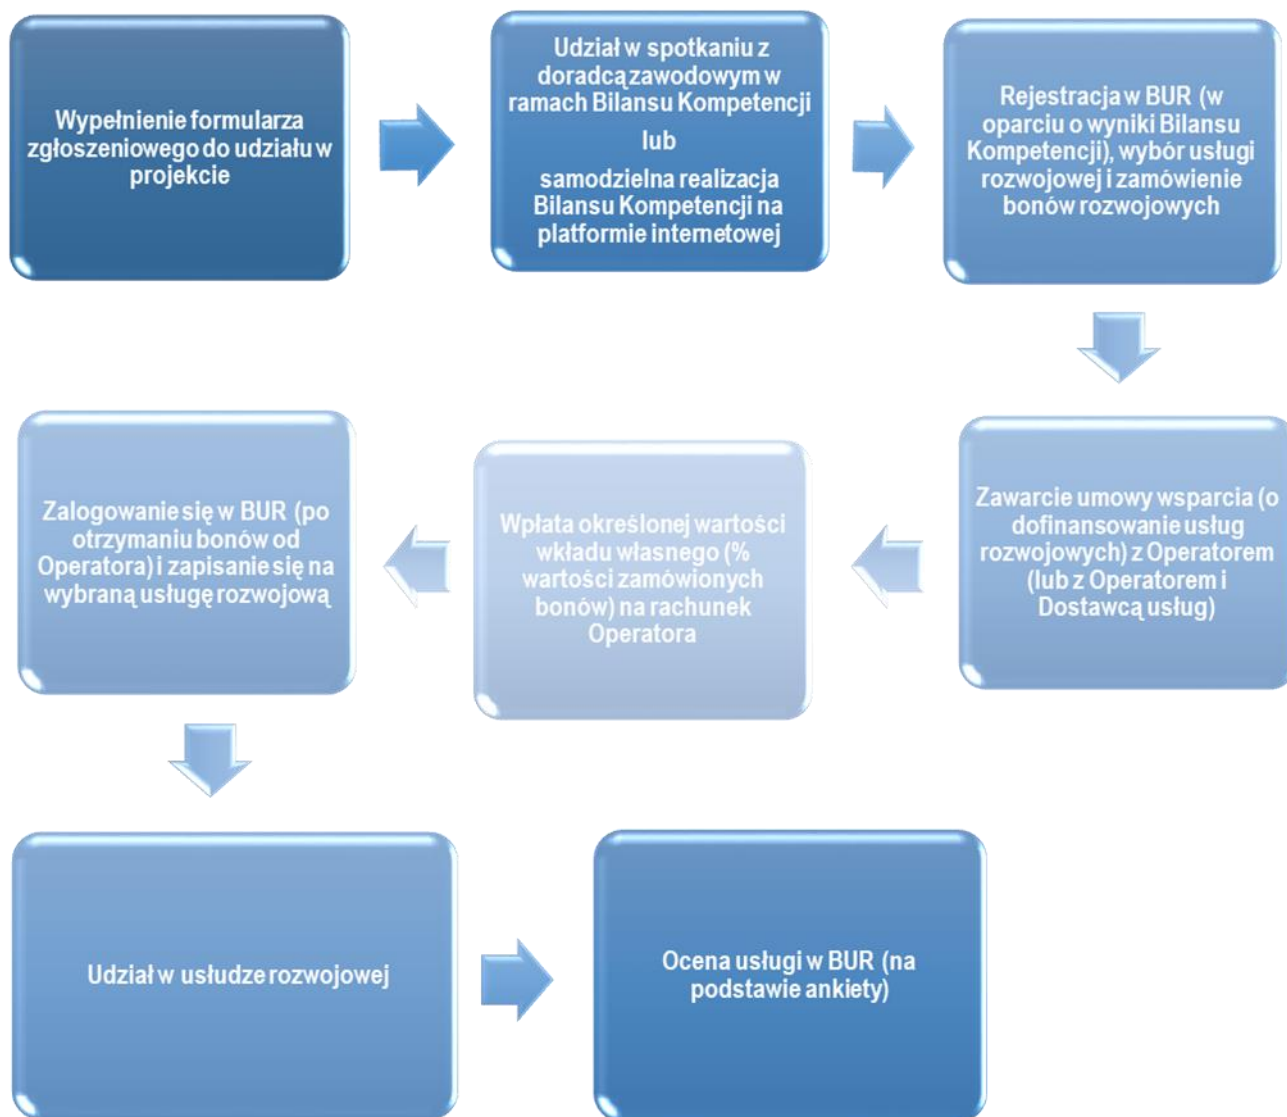 Wypełnienie formularza
zgłoszeniowego do udziału w
projekcie
Udział w spotkaniu z
doradcą zawodowym w
ramach Bilansu Kompetencji
lub
samodzielna realizacja
Bilansu Kompetencji na
platformie internetowej
Rejestracja w BUR (w
oparciu o wyniki Bilansu
Kompetencji), wybór usługi
rozwojowej i zamówienie
bonów rozwojowych
Zawarcie umowy wsparcia (o
dofinansowanie usług
rozwojowych) z Operatorem
(lub z Operatorem i
Dostawcą usług)
Wpłata określonej wartości
wkładu własnego (%
wartości zamówionych
bonów) na rachunek
Operatora
Zalogowanie się w BUR (po
otrzymaniu bonów od
Operatora) i zapisanie się na
wybraną usługę rozwojową
Udział w usłudze rozwojowej
Ocena usługi w BUR (na
podstawie ankiety)